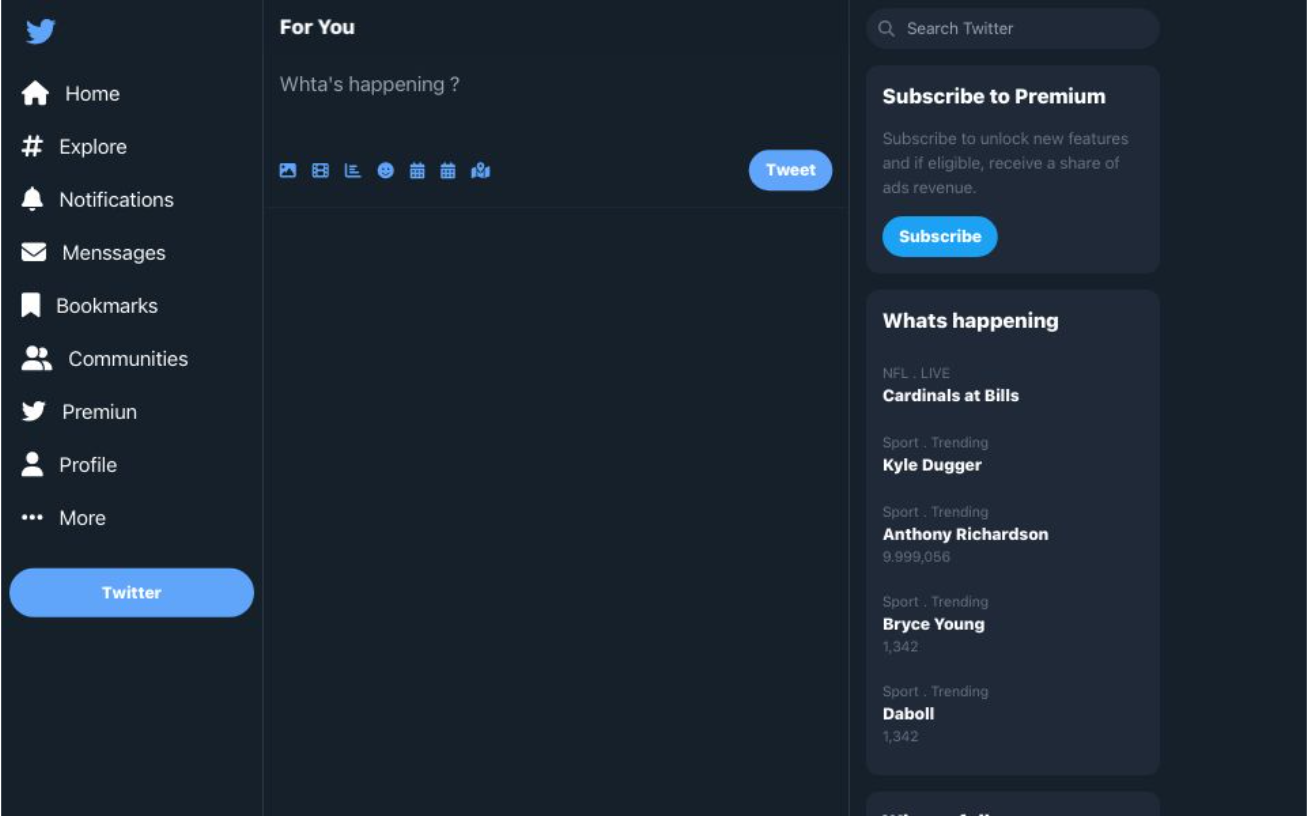 Home
Explore
Notifications
Menssages
Bookmarks
Communities
Premiun
Profile
More
Twitter
For You
Whta's happening ?
Tweet
Search Twitter
Subscribe to Premium
Subscribe to unlock new features
and if eligible, receive a share of
ads revenue.
Subscribe
Whats happening
NFL . LIVE
Cardinals at Bills
Sport . Trending
Kyle Dugger
Sport . Trending
Anthony Richardson
9.999,056
Sport . Trending
Bryce Young
1,342
Sport . Trending
Daboll
1,342